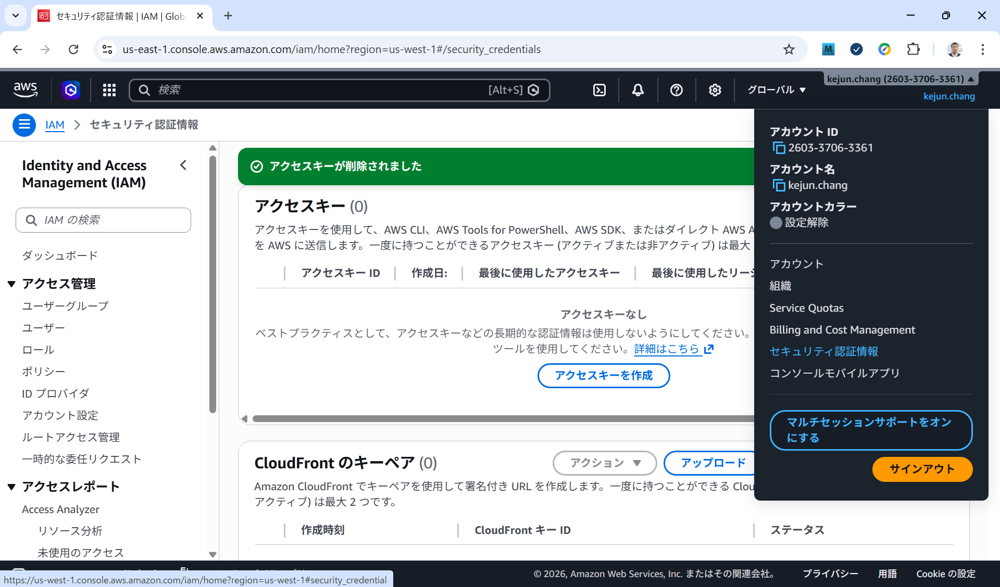 セキュリティ認証情報 | IAM | Glob
us-east-1.console.aws.amazon.com/iam/home?region=us-west-1#/security_credentials
M
aws
検索
[Alt+S]
グローバル ▼
kejun.chang (2603-3706-3361) ▲
kejun.chang
IAM > セキュリティ認証情報
Identity and Access
Management (IAM)
IAM の検索
ダッシュボード
アクセス管理
ユーザーグループ
ユーザー
ロール
ポリシー
ID プロバイダ
アカウント設定
ルートアクセス管理
一時的な委任リクエスト
アクセスレポート
Access Analyzer
リソース分析
未使用のアクセス
アクセスキーが削除されました
アクセスキー (0)
アクセスキーを使用して、AWS CLI、AWS Tools for PowerShell、AWS SDK、またはダイレクト AWS A
を AWS に送信します。一度に持つことができるアクセスキー (アクティブまたは非アクティブ) は最大
アクセスキー ID
作成日:
最後に使用したアクセスキー
最後に使用したリージ
アクセスキーなし
ベストプラクティスとして、アクセスキーなどの長期的な認証情報は使用しないようにしてください。
ツールを使用してください。詳細はこちら
アクセスキーを作成
CloudFront のキーペア (0)
アクション ▼
アップロード
Amazon CloudFront でキーペアを使用して署名付き URL を作成します。一度に持つことができる Clou
アクティブ) は最大 2 つです。
作成時刻
CloudFront キー ID
ステータス
アカウント ID
2603-3706-3361
アカウント名
kejun.chang
アカウントカラー
設定解除
アカウント
組織
Service Quotas
Billing and Cost Management
セキュリティ認証情報
コンソールモバイルアプリ
マルチセッションサポートをオン
にする
サインアウト
https://us-west-1.console.aws.amazon.com/iam/home?region=us-west-1#security_credential
© 2026, Amazon Web Services, Inc. またはその関連会社。
プライバシー
用語
Cookie の設定